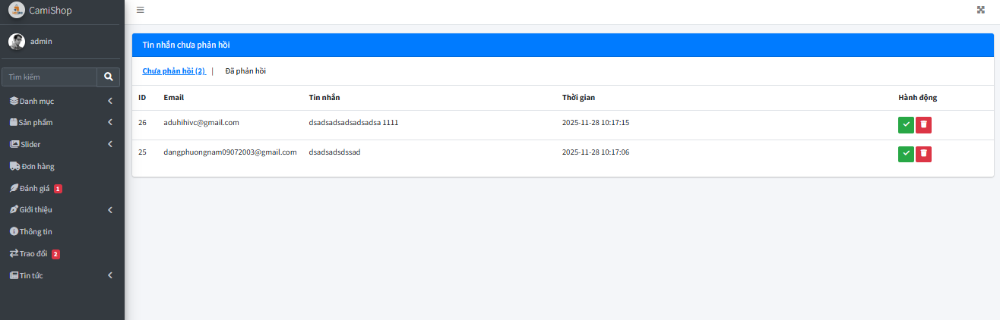 CamiShop
admin
Tìm kiếm
Danh mục
Sản phẩm
Slider
Đơn hàng
Đánh giá 1
Giới thiệu
Thông tin
Trao đổi 2
Tin tức
Tin nhắn chưa phản hồi
Chưa phản hồi (2) | Đã phản hồi
ID Email Tin nhắn Thời gian Hành động
26 aduhihivc@gmail.com dsadsadsadsadsadsa 1111 2025-11-28 10:17:15
25 dangphuongnam09072003@gmail.com dsadsadsdssad 2025-11-28 10:17:06